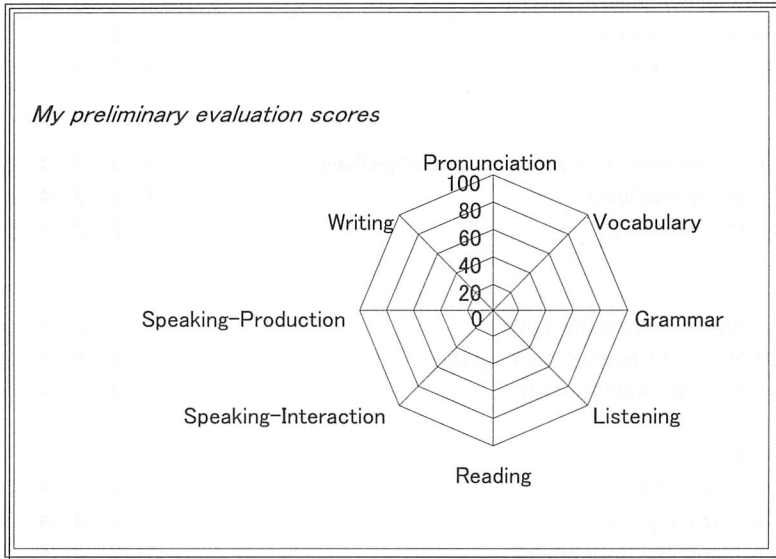 My preliminary evaluation scores
Pronunciation
100
80
60
40
20
0
Vocabulary
Grammar
Listening
Reading
Speaking-Interaction
Speaking-Production
Writing